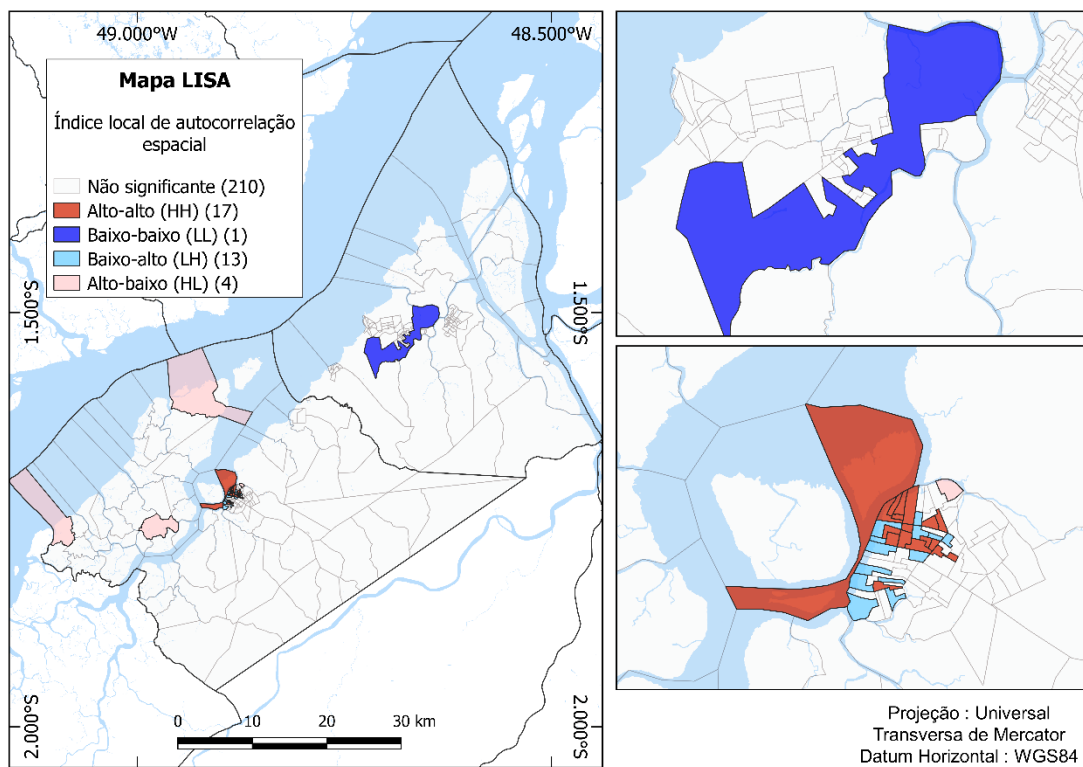 49.000°W
48.500°W
Mapa LISA
Índice local de autocorrelação
espacial
Não significante (210)
Alto-alto (HH) (17)
Baixo-baixo (LL) (1)
Baixo-alto (LH) (13)
Alto-baixo (HL) (4)
1.500°S
1.500°S
2.000°S
2.000°S
0 10 20 30 km
Projeção : Universal
Transversa de Mercator
Datum Horizontal : WGS84